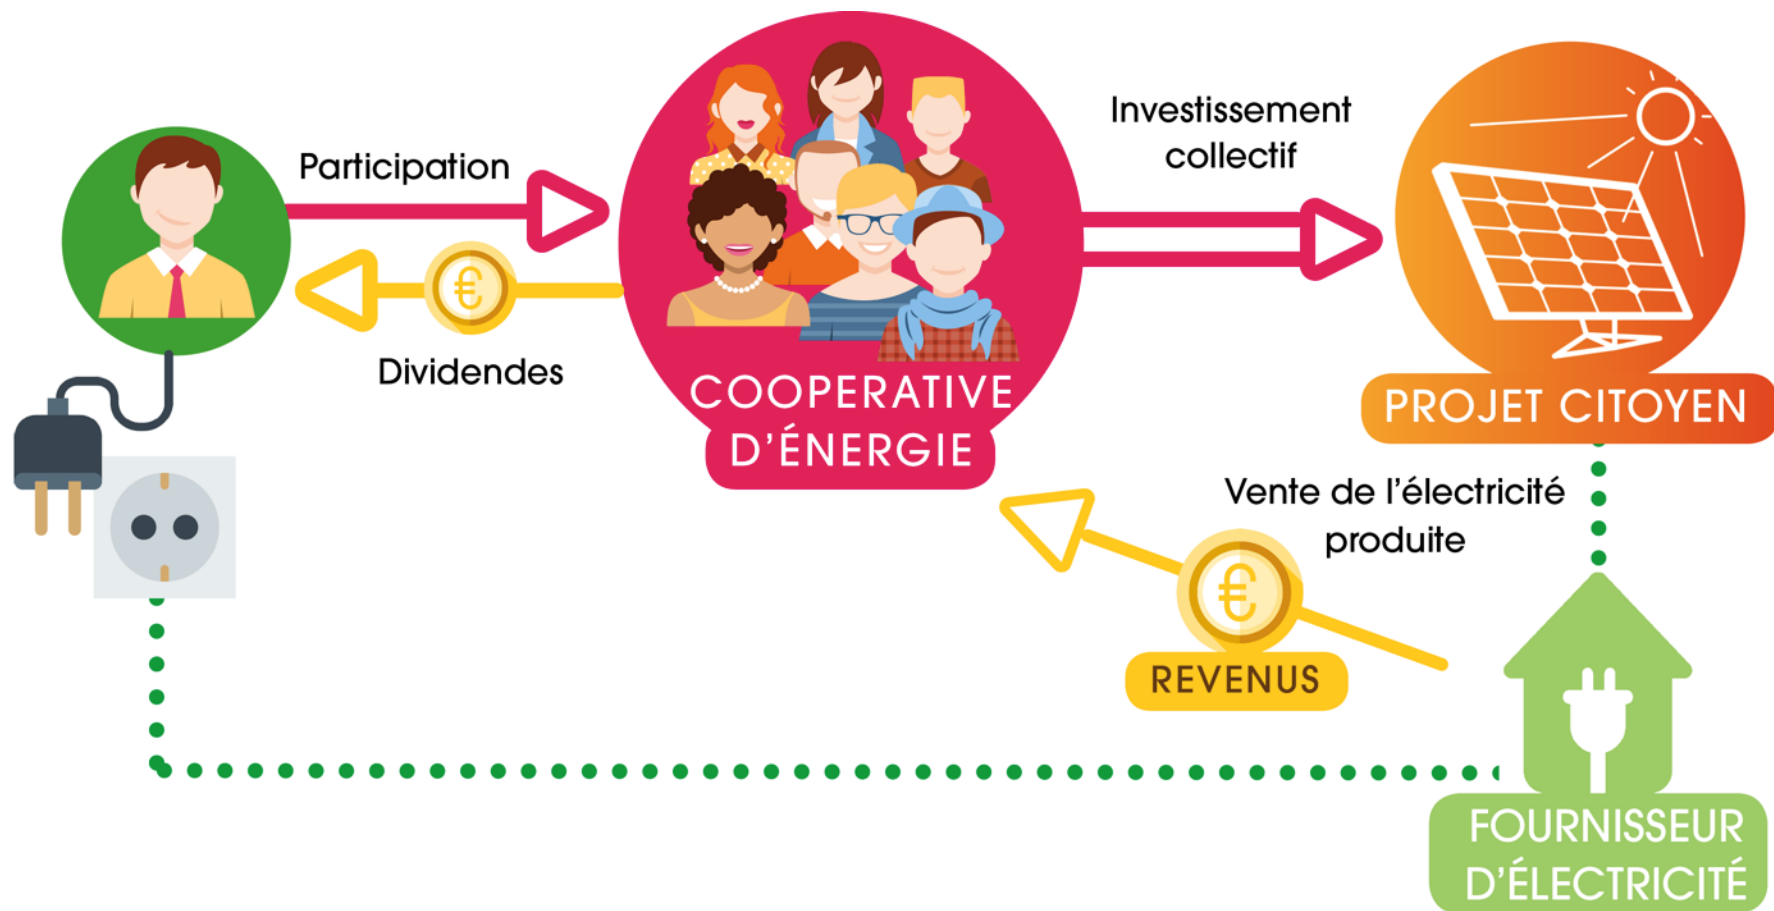 Participation
Dividendes
COOPERATIVE
D'ÉNERGIE
Investissement
collectif
PROJET CITOYEN
Vente de l'électricité
produite
€
€
REVENUS
FOURNISSEUR
D'ÉLECTRICITÉ